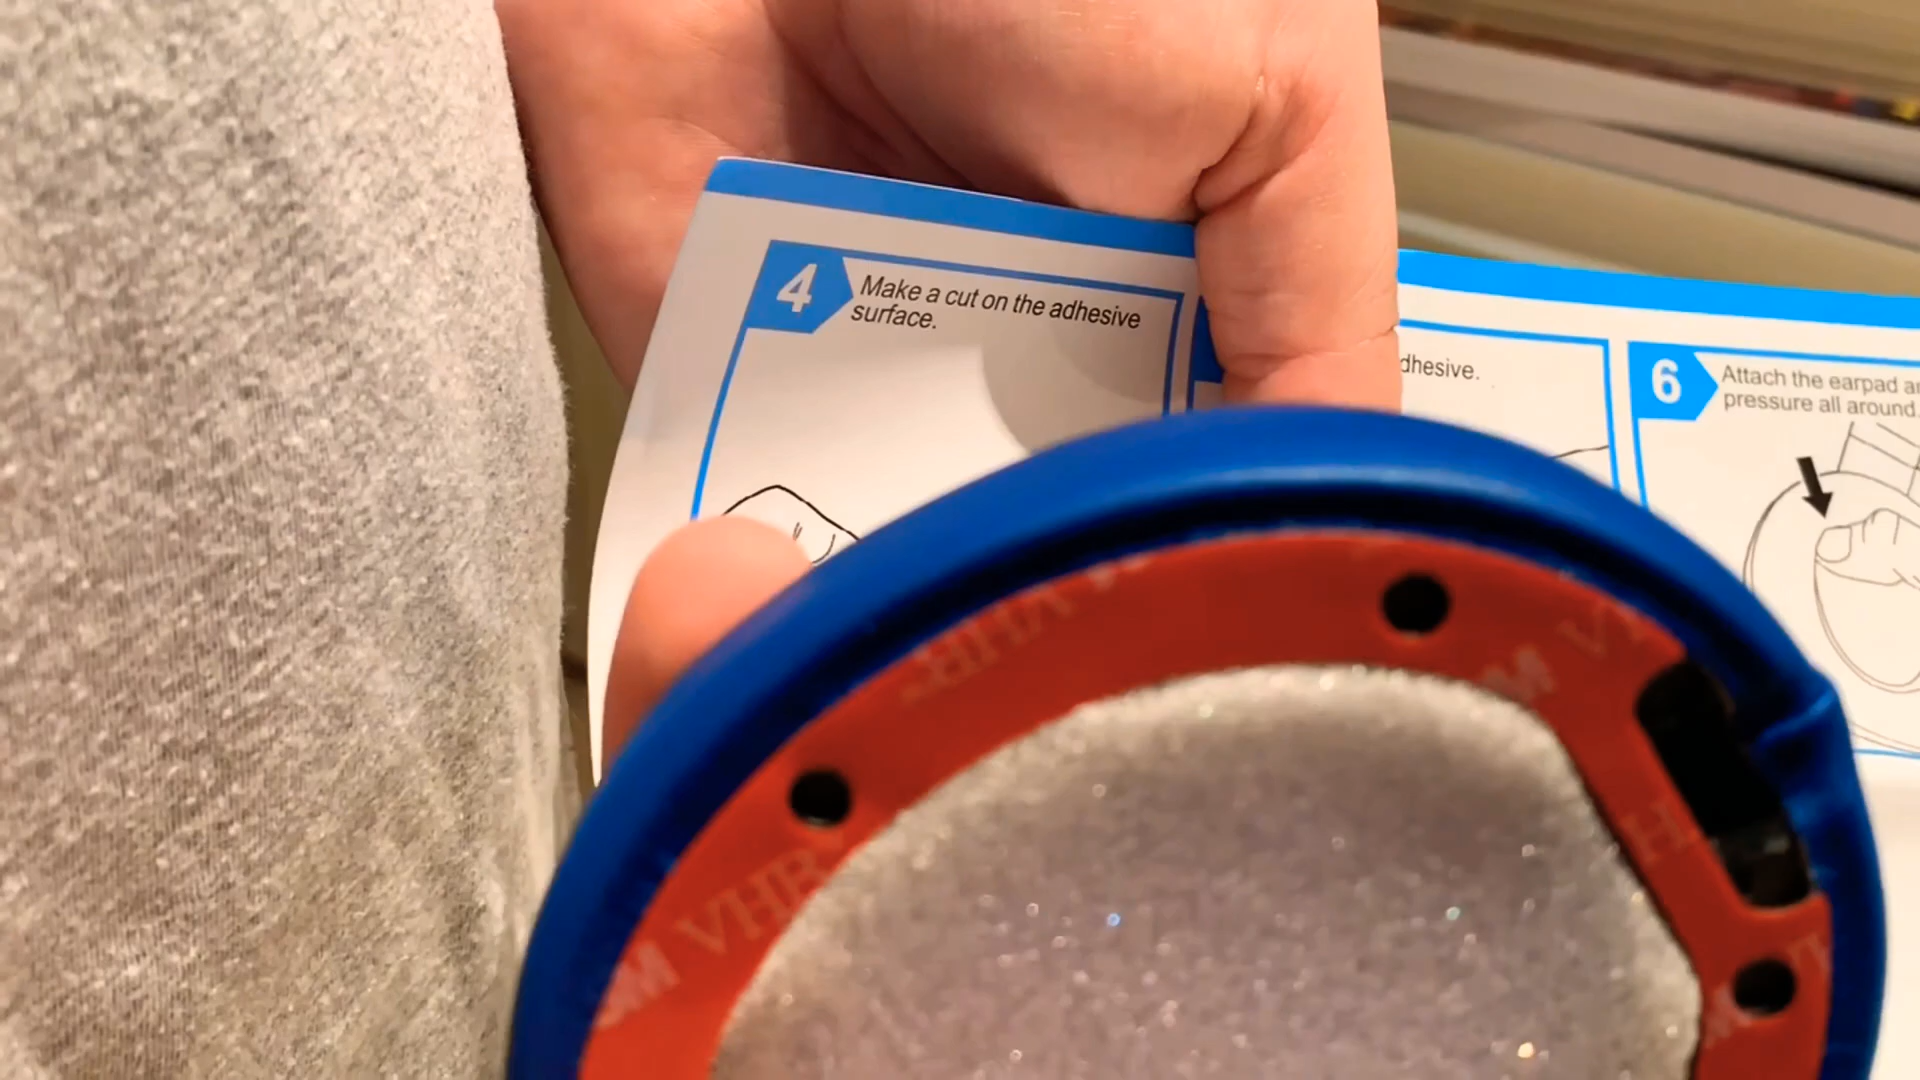 4
Make a cut on the adhesive
surface.
dhesive.
6
Attach the earpad
pressure all around
VHB
3M VHB